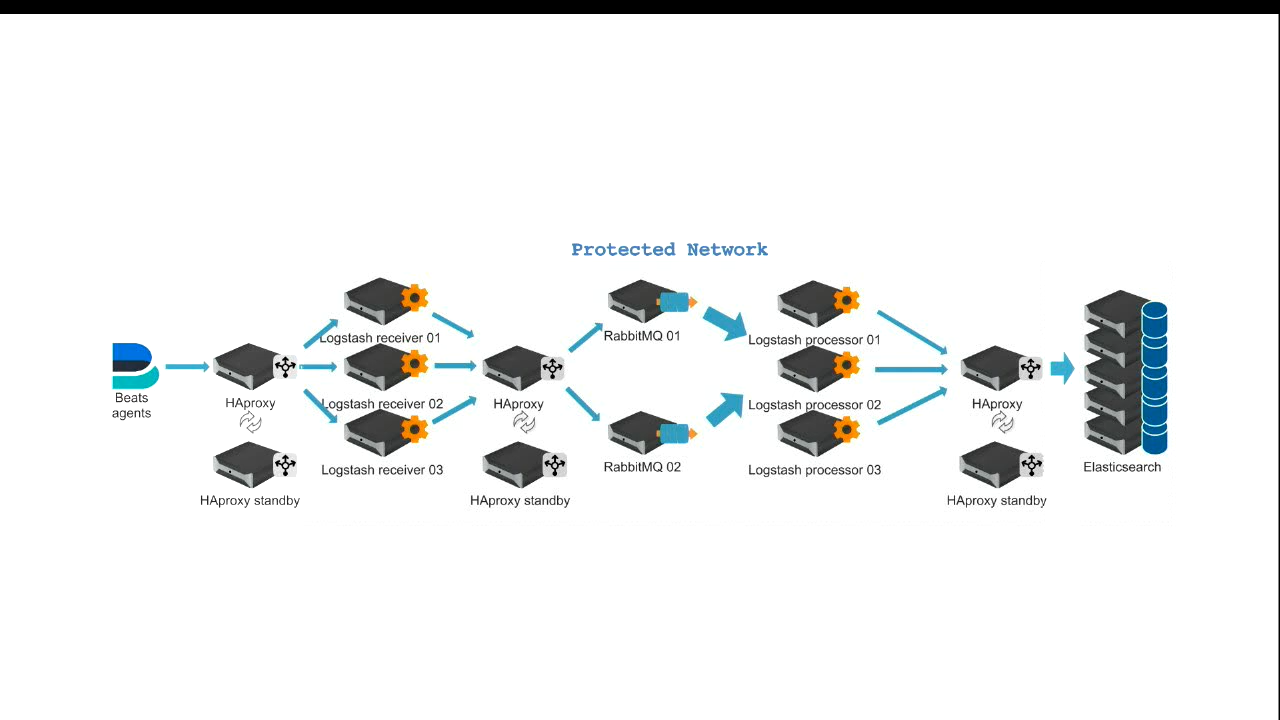 Protected Network
Logstash receiver 01
RabbitMQ 01
Logstash processor 01
Beats
agents
HAproxy
Logstash receiver 02
HAproxy
Logstash processor 02
HAproxy
Logstash receiver 03
RabbitMQ 02
Logstash processor 03
Elasticsearch
HAproxy standby
HAproxy standby
HAproxy standby